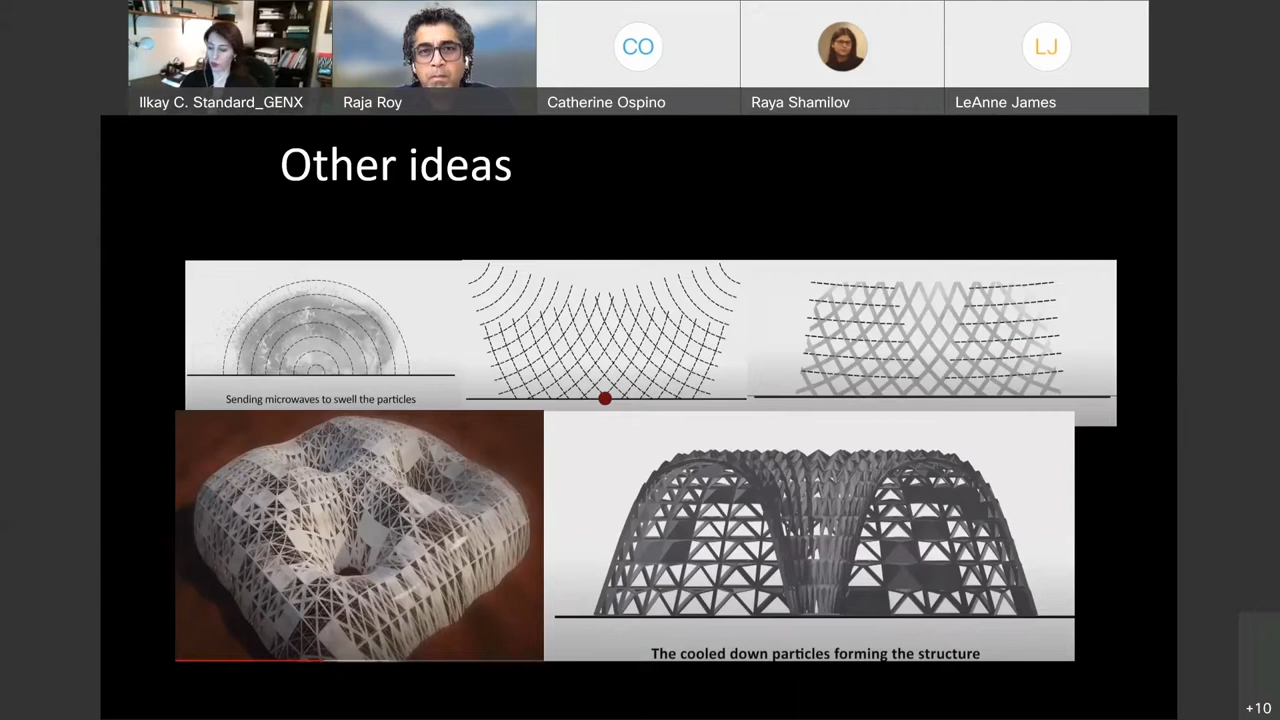 Ilkay C. Standard_GENX
Raja Roy
CO
Catherine Ospino
Raya Shamilov
LJ
LeAnne James
Other ideas
Sending microwaves to swell the particles
The cooled down particles forming the structure
+10